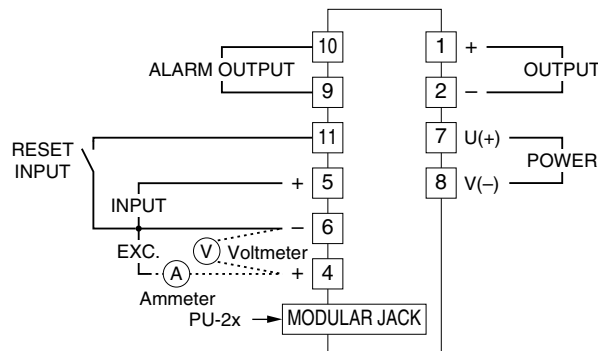 10
1 +
ALARM OUTPUT
OUTPUT
9
2 −
11
7 U(+)
RESET
INPUT
POWER
+ 5
8 V(−)
INPUT
− 6
EXC.
V Voltmeter
A
+ 4
Ammeter
PU-2x
MODULAR JACK